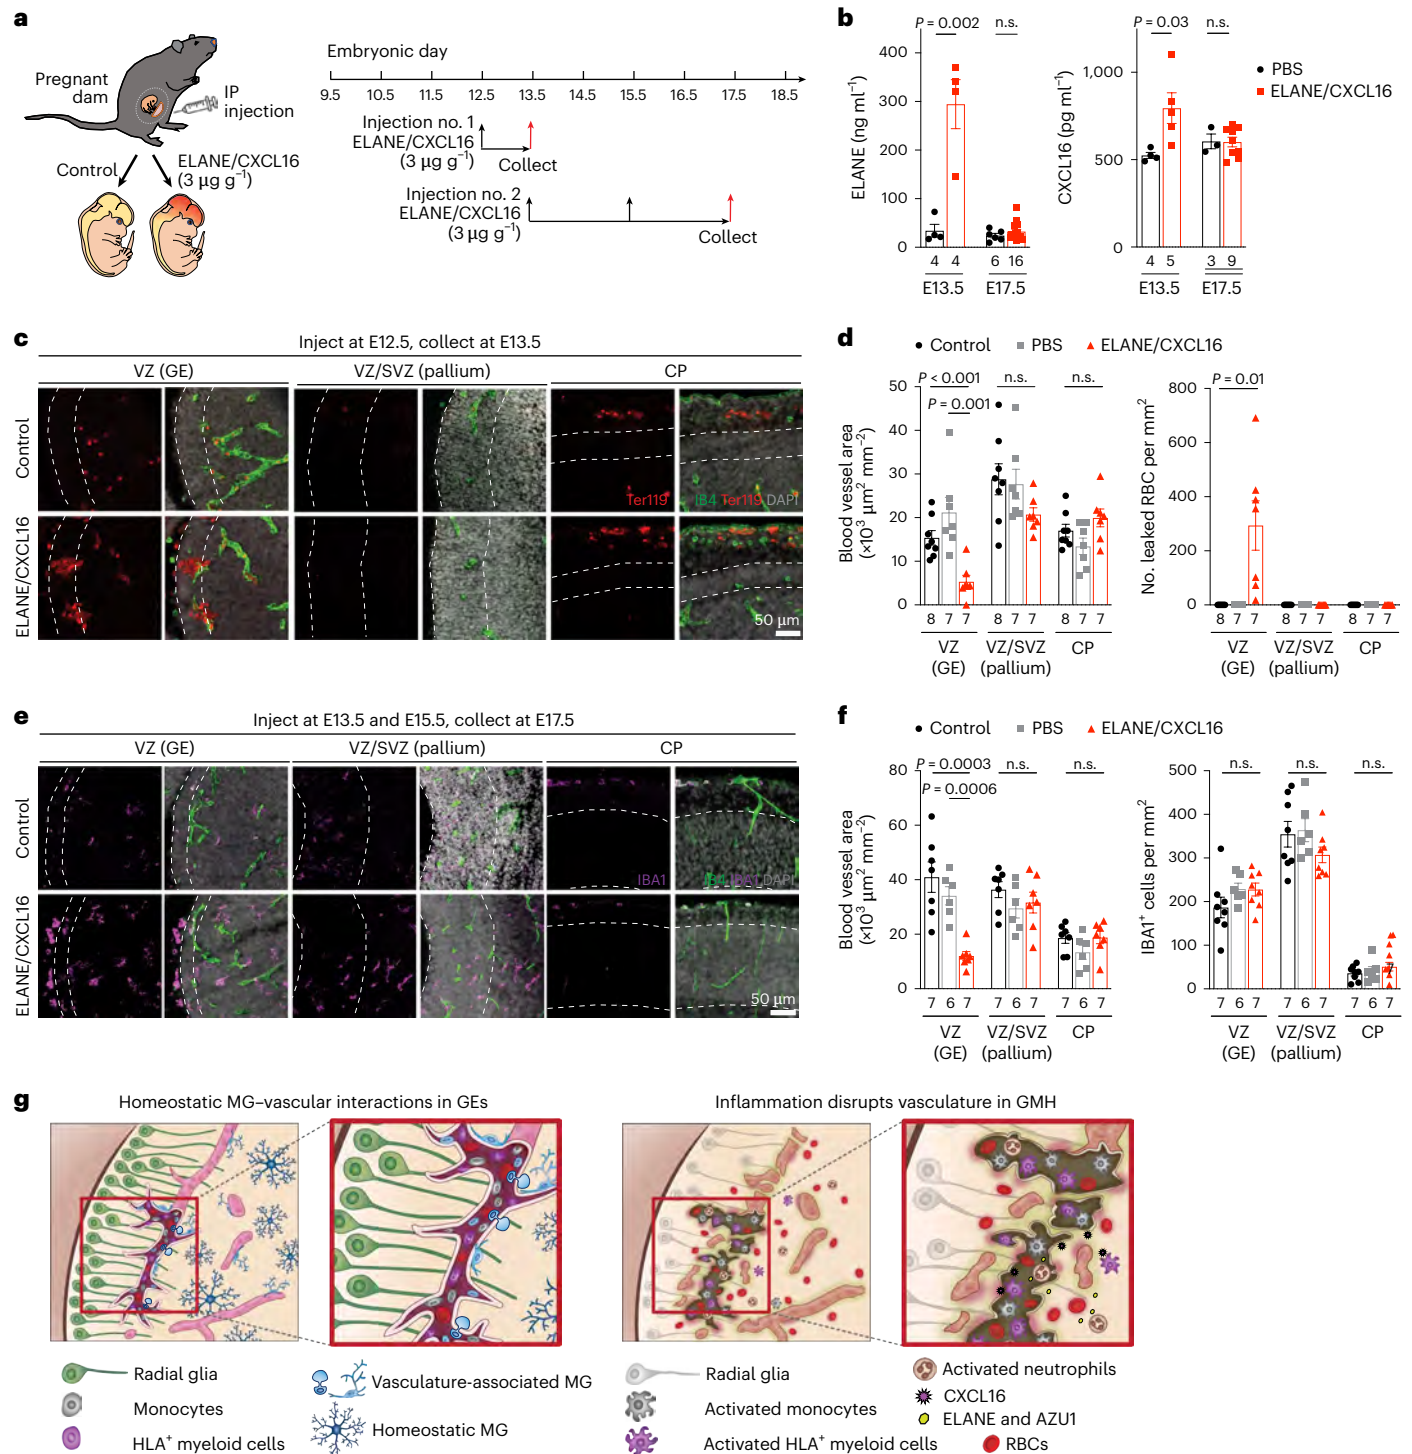 a
Pregnant
dam
IP
injection
Control
ELANE/CXCL16
(3 μg g⁻¹)
Embryonic day
9.5 10.5 11.5 12.5 13.5 14.5 15.5 16.5 17.5 18.5
Injection no. 1
ELANE/CXCL16
(3 μg g⁻¹)
Collect
Injection no. 2
ELANE/CXCL16
(3 μg g⁻¹)
Collect
b
P = 0.002 n.s.
ELANE (ng ml⁻¹)
400
300
200
100
0
4 4 6 16
E13.5 E17.5
P = 0.03 n.s.
CXCL16 (pg ml⁻¹)
1,000
500
0
4 5 3 9
E13.5 E17.5
PBS
ELANE/CXCL16
c
Inject at E12.5, collect at E13.5
VZ (GE) VZ/SVZ (pallium) CP
Control
Ter119
IB4 Ter119 DAPI
ELANE/CXCL16
50 μm
d
Control PBS ELANE/CXCL16
P < 0.001 n.s. n.s.
P = 0.001
Blood vessel area
(×10³ μm² mm⁻²)
50
40
30
20
10
0
8 7 7 8 7 7 8 7 7
VZ VZ/SVZ CP
(GE) (pallium)
P = 0.01
No. leaked RBC per mm²
800
600
400
200
0
8 7 7 8 7 7 8 7 7
VZ VZ/SVZ CP
(GE) (pallium)
e
Inject at E13.5 and E15.5, collect at E17.5
VZ (GE) VZ/SVZ (pallium) CP
Control
IBA1
IB4 IBA1 DAPI
ELANE/CXCL16
50 μm
f
Control PBS ELANE/CXCL16
P = 0.0003 n.s. n.s.
P = 0.0006
Blood vessel area
(×10³ μm² mm⁻²)
80
60
40
20
0
7 6 7 7 6 7 7 6 7
VZ VZ/SVZ CP
(GE) (pallium)
n.s. n.s. n.s.
IBA1⁺ cells per mm²
500
400
300
200
100
0
7 6 7 7 6 7 7 6 7
VZ VZ/SVZ CP
(GE) (pallium)
g
Homeostatic MG–vascular interactions in GEs
Inflammation disrupts vasculature in GMH
Radial glia
Monocytes
HLA⁺ myeloid cells
Vasculature-associated MG
Homeostatic MG
Radial glia
Activated monocytes
Activated HLA⁺ myeloid cells
Activated neutrophils
CXCL16
ELANE and AZU1
RBCs